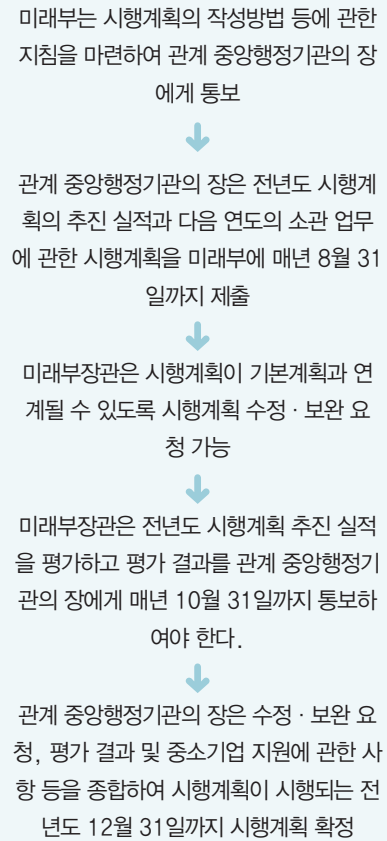 미래부는 시행계획의 작성방법 등에 관한
지침을 마련하여 관계 중앙행정기관의 장
에게 통보
관계 중앙행정기관의 장은 전년도 시행계
획의 추진 실적과 다음 연도의 소관 업무
에 관한 시행계획을 미래부에 매년 8월 31
일까지 제출
미래부장관은 시행계획이 기본계획과 연
계될 수 있도록 시행계획 수정 · 보완 요
청 가능
미래부장관은 전년도 시행계획 추진 실적
을 평가하고 평가 결과를 관계 중앙행정기
관의 장에게 매년 10월 31일까지 통보하
여야 한다.
관계 중앙행정기관의 장은 수정 · 보완 요
청, 평가 결과 및 중소기업 지원에 관한 사
항 등을 종합하여 시행계획이 시행되는 전
년도 12월 31일까지 시행계획 확정